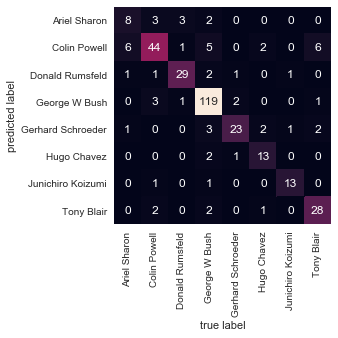 predicted label
Ariel Sharon 8 3 3 2 0 0 0 0
Colin Powell 6 44 1 5 0 2 0 6
Donald Rumsfeld 1 1 29 2 1 0 1 0
George W Bush 0 3 1 119 2 0 0 1
Gerhard Schroeder 1 0 0 3 23 2 1 2
Hugo Chavez 0 0 0 2 1 13 0 0
Junichiro Koizumi 0 1 0 1 0 0 13 0
Tony Blair 0 2 0 2 0 1 0 28
Ariel Sharon
Colin Powell
Donald Rumsfeld
George W Bush
Gerhard Schroeder
Hugo Chavez
Junichiro Koizumi
Tony Blair
true label